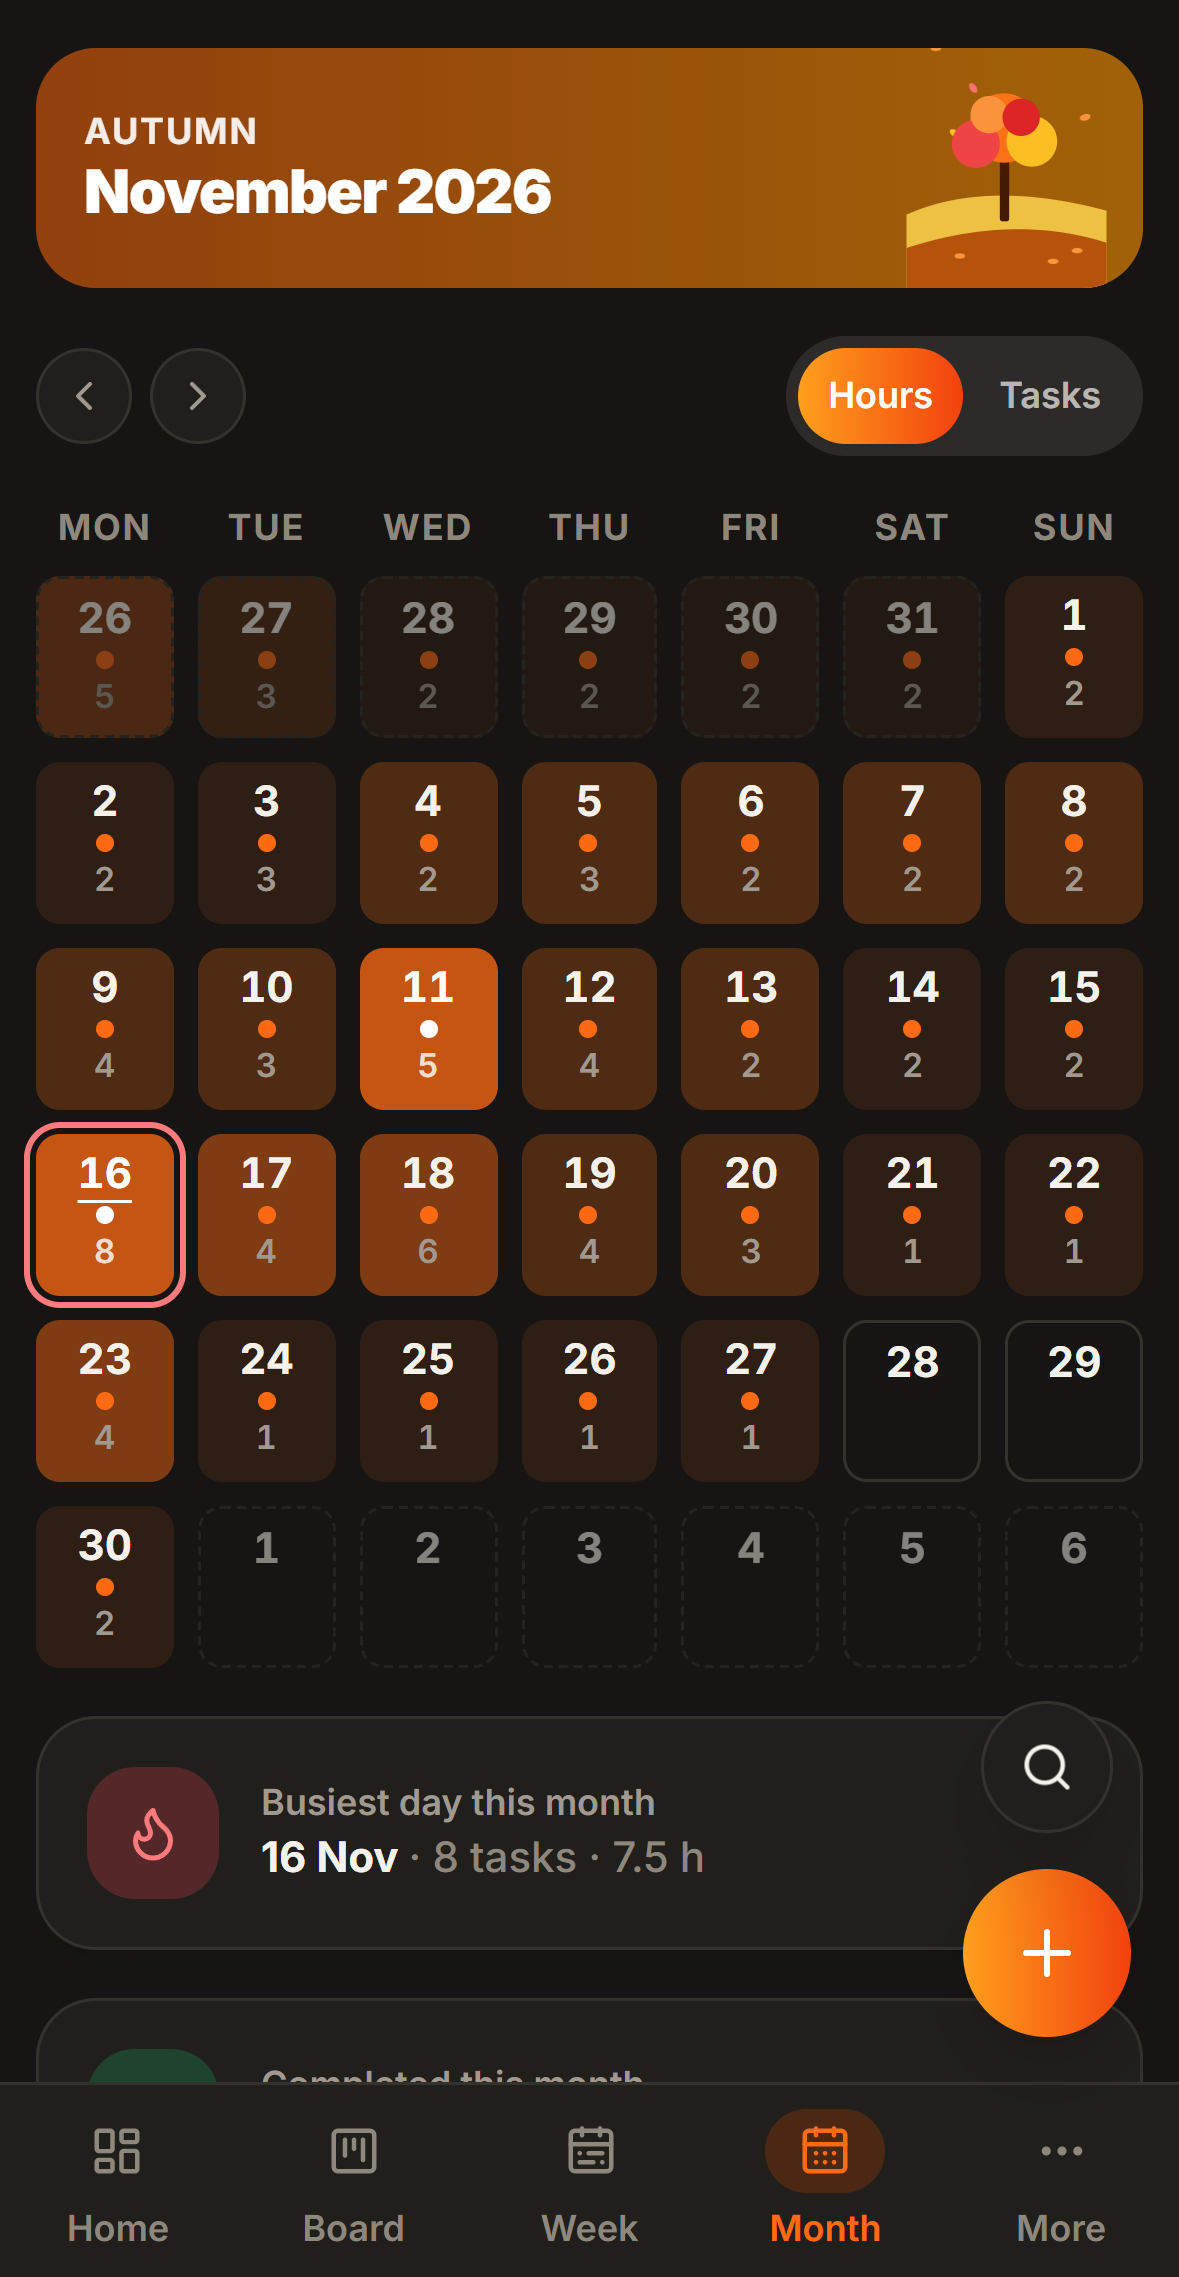 AUTUMN
November 2026
Hours Tasks
MON TUE WED THU FRI SAT SUN
26 27 28 29 30 31 1
5 3 2 2 2 2 2
2 3 4 5 6 7 8
2 3 2 3 2 2 2
9 10 11 12 13 14 15
4 3 5 4 2 2 2
16 17 18 19 20 21 22
8 4 6 4 3 1 1
23 24 25 26 27 28 29
4 1 1 1 1
30 1 2 3 4 5 6
2
Busiest day this month
16 Nov · 8 tasks · 7.5 h
Completed this month
Home Board Week Month More